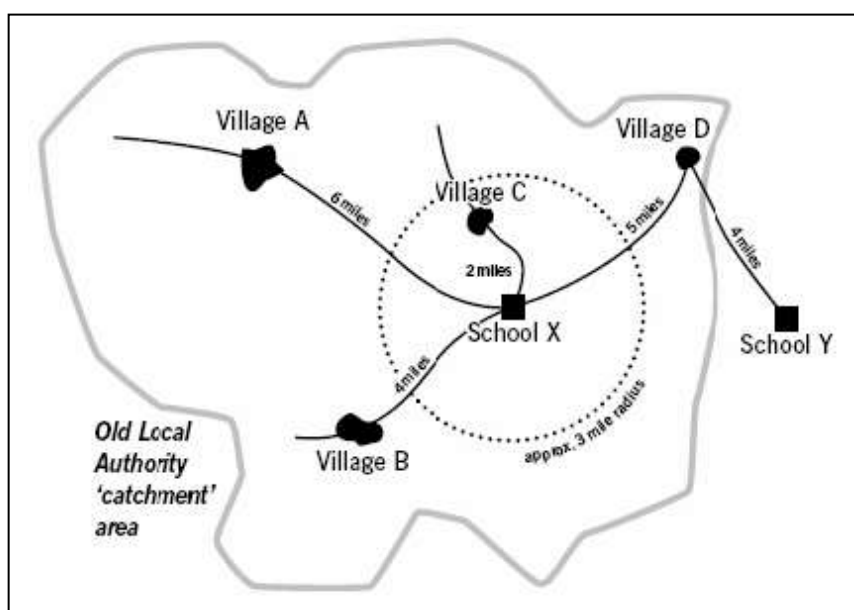 Village A
Village D
Village C
6 miles
5 miles
4 miles
2 miles
School X
School Y
4 miles
approx. 3 mile radius
Village B
Old Local
Authority
'catchment'
area